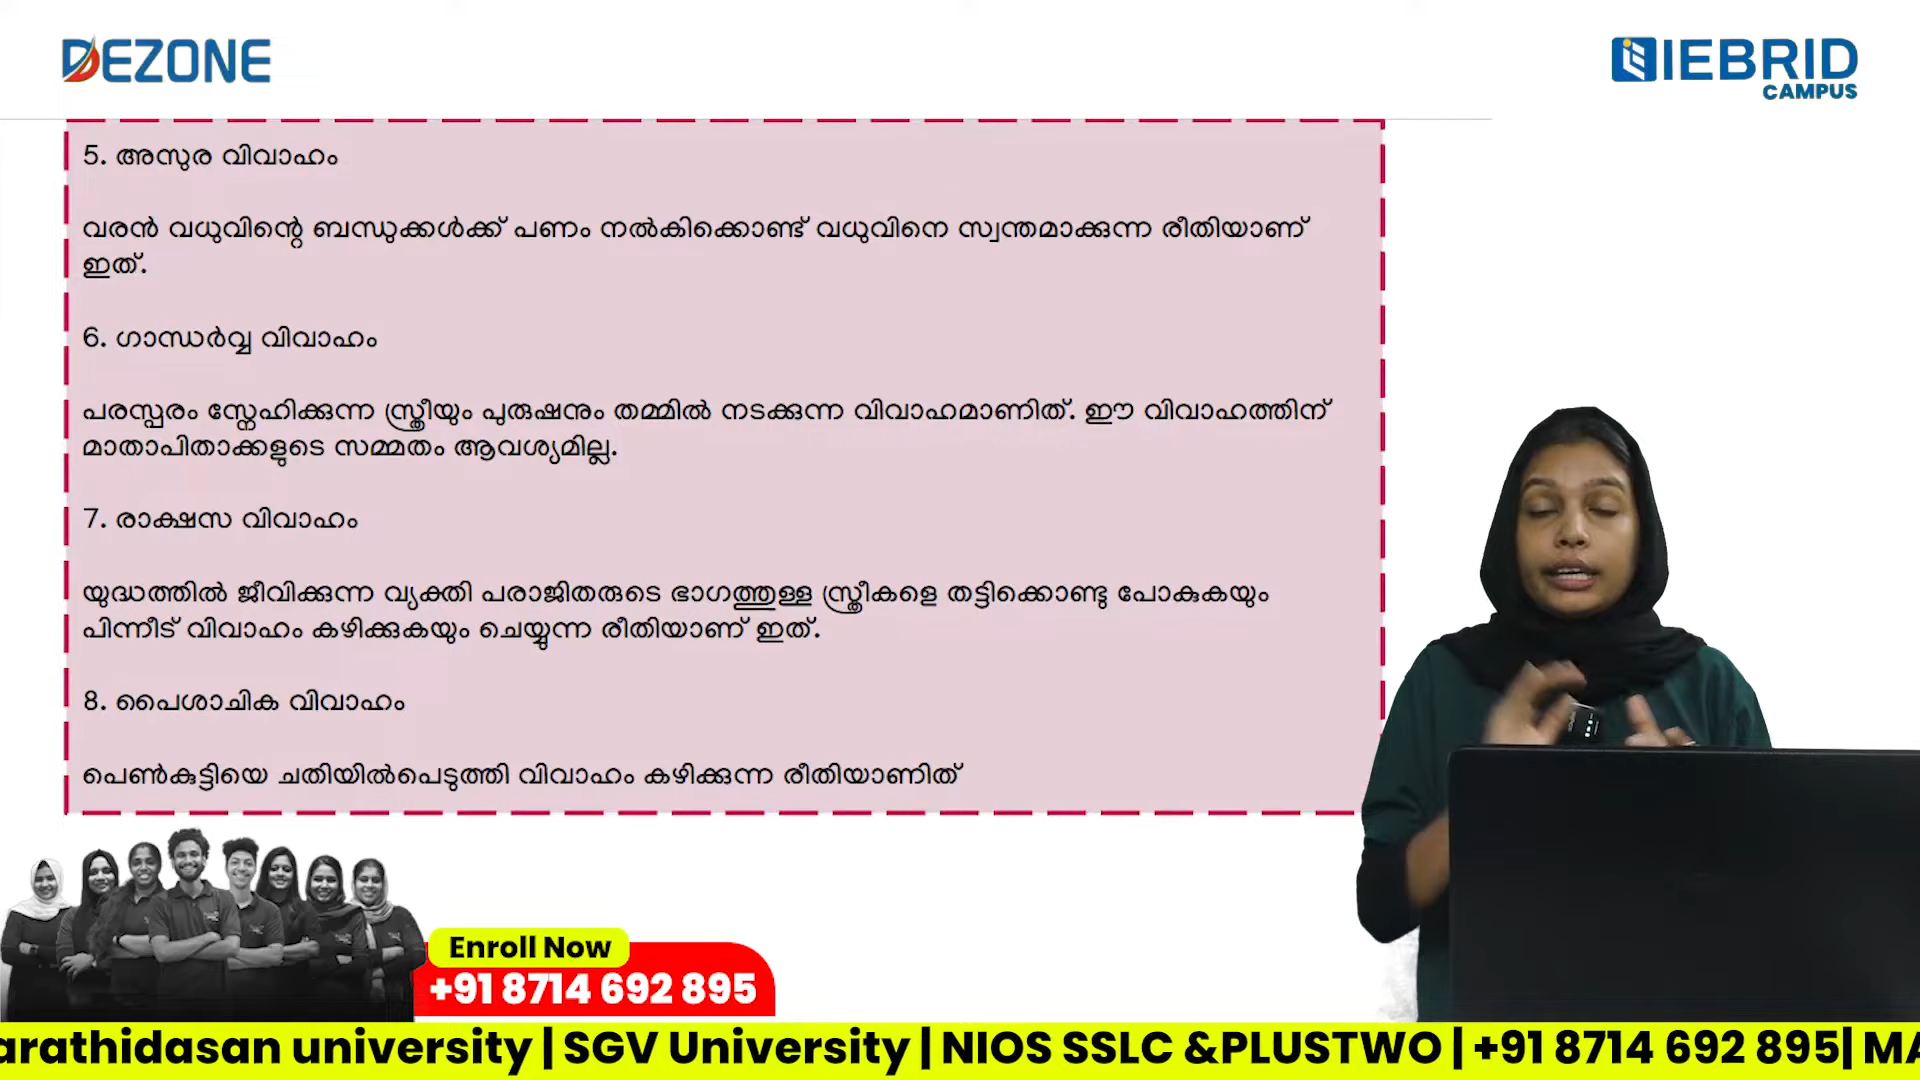 DEZONE
IEBRID
CAMPUS
5. അസുര വിവാഹം
വരൻ വധുവിന്റെ ബന്ധുക്കൾക്ക് പണം നൽകിക്കൊണ്ട് വധുവിനെ സ്വന്തമാക്കുന്ന രീതിയാണ്
ഇത്.
6. ഗാന്ധർവ്വ വിവാഹം
പരസ്പരം സ്നേഹിക്കുന്ന സ്ത്രീയും പുരുഷനും തമ്മിൽ നടക്കുന്ന വിവാഹമാണിത്. ഈ വിവാഹത്തിന്
മാതാപിതാക്കളുടെ സമ്മതം ആവശ്യമില്ല.
7. രാക്ഷസ വിവാഹം
യുദ്ധത്തിൽ ജീവിക്കുന്ന വ്യക്തി പരാജിതരുടെ ഭാഗത്തുള്ള സ്ത്രീകളെ തട്ടിക്കൊണ്ടു പോകുകയും
പിന്നീട് വിവാഹം കഴിക്കുകയും ചെയ്യുന്ന രീതിയാണ് ഇത്.
8. പൈശാചിക വിവാഹം
പെൺകുട്ടിയെ ചതിയിൽപെടുത്തി വിവാഹം കഴിക്കുന്ന രീതിയാണിത്
Enroll Now
+91 8714 692 895
arathidasan university | SGV University | NIOS SSLC &PLUSTWO | +91 8714 692 895| MA